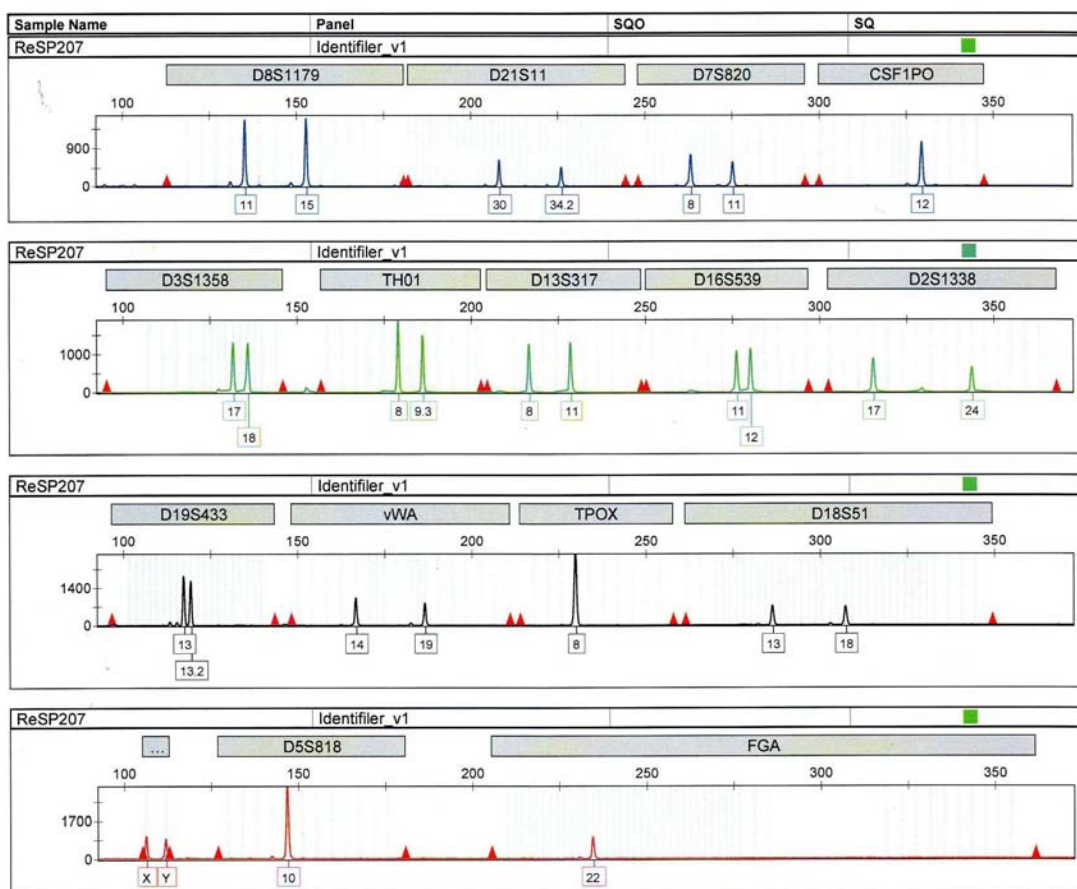 Sample Name Panel SQO SQ
ReSP207 Identifiler_v1
D8S1179 D21S11 D7S820 CSF1PO
100 150 200 250 300 350
900
0
11 15 30 34.2 8 11 12
ReSP207 Identifiler_v1
D3S1358 TH01 D13S317 D16S539 D2S1338
100 150 200 250 300 350
1000
0
17 8 9.3 8 11 11 17 24
18 12
ReSP207 Identifiler_v1
D19S433 vWA TPOX D18S51
100 150 200 250 300 350
1400
0
13 14 19 8 13 18
13.2
ReSP207 Identifiler_v1
... D5S818 FGA
100 150 200 250 300 350
1700
0
X Y 10 22